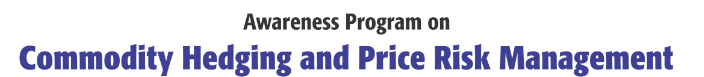 Awareness Program on
Commodity Hedging and Price Risk Management